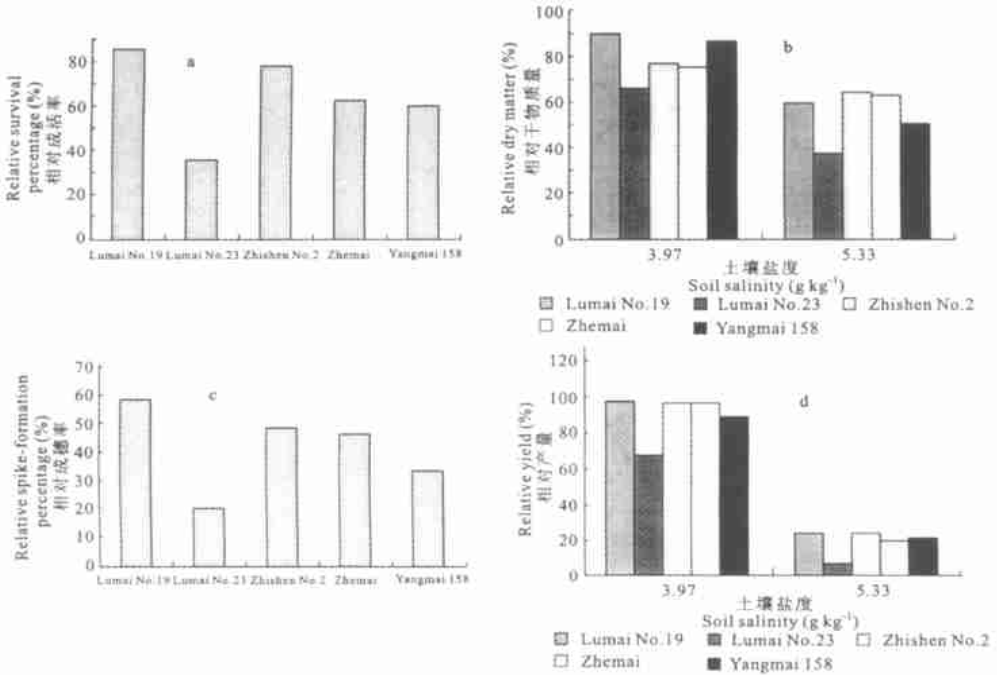 Relative survival
percentage (%)
相对成活率
80
60
40
20
0
a
Lumai No.19 Lumai No.23 Zhishen No.2 Zhemai Yangmai 158
Relative dry matter (%)
相对干物质量
100
80
60
40
20
0
b
3.97 5.33
土壤盐度
Soil salinity (g kg⁻¹)
Lumai No.19 Lumai No.23 Zhishen No.2
Zhemai Yangmai 158
Relative spike-formation
percentage (%)
相对成穗率
70
60
50
40
30
20
10
0
c
Lumai No.19 Lumai No.23 Zhishen No.2 Zhemai Yangmai 158
Relative yield (%)
相对产量
120
100
80
60
40
20
0
d
3.97 5.33
土壤盐度
Soil salinity (g kg⁻¹)
Lumai No.19 Lumai No.23 Zhishen No.2
Zhemai Yangmai 158